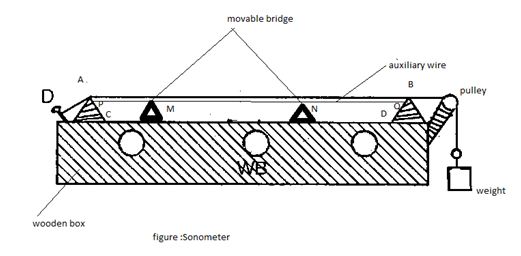 movable bridge
auxiliary wire
A
B
D
P
C
M
N
O
D
pulley
WB
weight
wooden box
figure :Sonometer